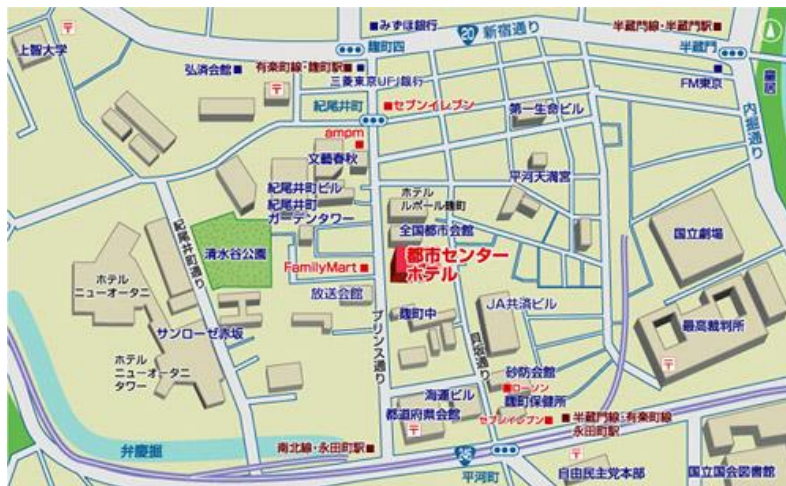 みずほ銀行
20
新宿通り
半蔵門線・半蔵門駅
上智大学
麹町四
半蔵門
弘済会館
有楽町線・麹町駅
三菱東京UFJ銀行
FM東京
皇居
紀尾井町
セブンイレブン
第一生命ビル
内掘通り
ampm
文藝春秋
紀尾井町ビル
紀尾井町
ガーデンタワー
ホテル
ルポール麹町
平河天満宮
紀尾井町通り
清水谷公園
全国都市会館
国立劇場
都市センター
ホテル
FamilyMart
ホテル
ニューオータニ
放送会館
JA共済ビル
サンローゼ赤坂
麹町中
プリンス通り
貝坂通り
最高裁判所
ホテル
ニューオータニ
タワー
砂防会館
ローソン
海運ビル
麹町保健所
都道府県会館
セブンイレブン
半蔵門線・有楽町線
永田町駅
弁慶掘
南北線・永田町駅
平河町
自由民主党本部
国立国会図書館